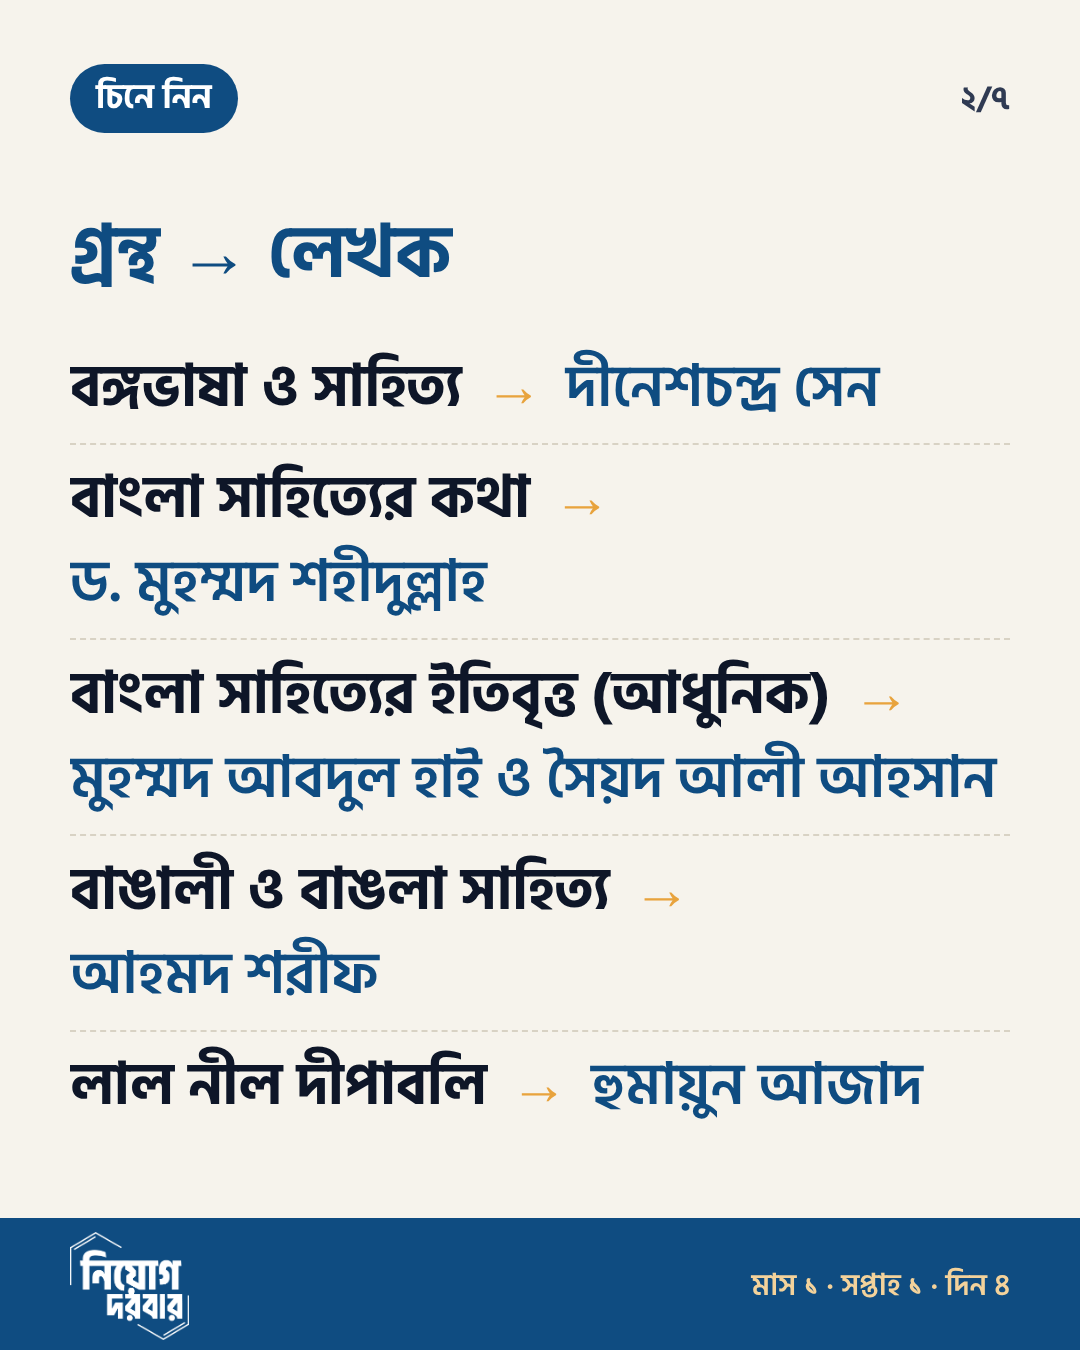 চিনে নিন
২/৭
গ্রন্থ → লেখক
বঙ্গভাষা ও সাহিত্য → দীনেশচন্দ্র সেন
বাংলা সাহিত্যের কথা →
ড. মুহম্মদ শহীদুল্লাহ
বাংলা সাহিত্যের ইতিবৃত্ত (আধুনিক) →
মুহম্মদ আবদুল হাই ও সৈয়দ আলী আহসান
বাঙালী ও বাঙলা সাহিত্য →
আহমদ শরীফ
লাল নীল দীপাবলি → হুমায়ুন আজাদ
নিয়োগ
দরবার
মাস ১ · সপ্তাহ ১ · দিন ৪